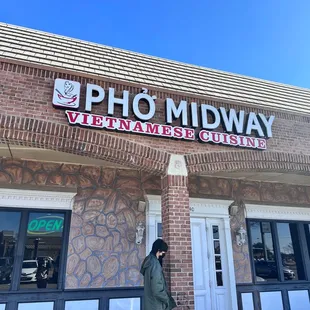 PHỞ MIDWAY
VIETNAMESE CUISINE
OPEN